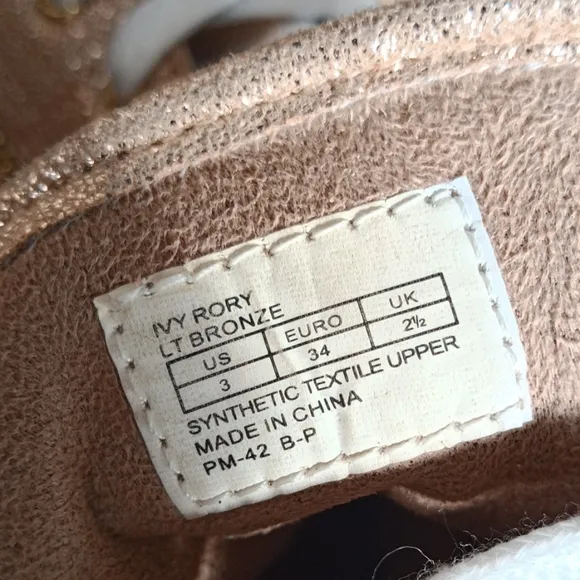 IVY RORY
LT BRONZE
US EURO UK
3 34 2½
SYNTHETIC TEXTILE UPPER
MADE IN CHINA
PM-42 B-P